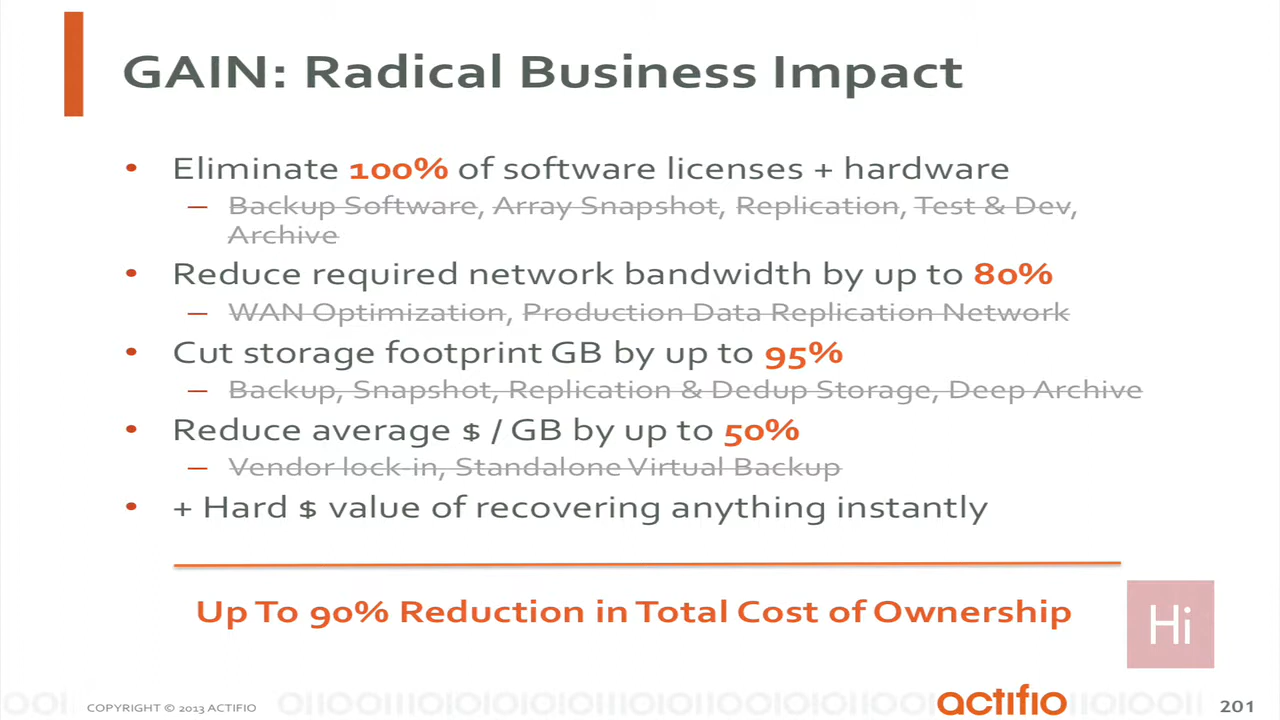 GAIN: Radical Business Impact
• Eliminate 100% of software licenses + hardware
– Backup Software, Array Snapshot, Replication, Test & Dev,
Archive
• Reduce required network bandwidth by up to 80%
– WAN Optimization, Production Data Replication Network
• Cut storage footprint GB by up to 95%
– Backup, Snapshot, Replication & Dedup Storage, Deep Archive
• Reduce average $ / GB by up to 50%
– Vendor lock-in, Standalone Virtual Backup
• + Hard $ value of recovering anything instantly
Up To 90% Reduction in Total Cost of Ownership
Hi
COPYRIGHT © 2013 ACTIFIO
actifio
201